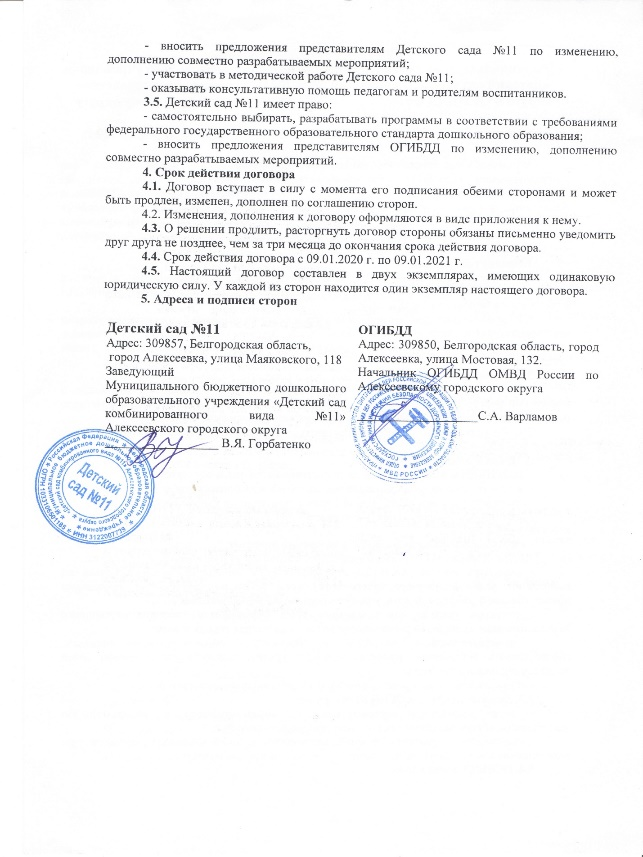 - вносить предложения представителям Детского сада №11 по изменению,
дополнению совместно разрабатываемых мероприятий;
- участвовать в методической работе Детского сада №11;
- оказывать консультативную помощь педагогам и родителям воспитанников.
3.5. Детский сад №11 имеет право:
- самостоятельно выбирать, разрабатывать программы в соответствии с требованиями
федерального государственного образовательного стандарта дошкольного образования;
- вносить предложения представителям ОГИБДД по изменению, дополнению
совместно разрабатываемых мероприятий.
4. Срок действия договора
4.1. Договор вступает в силу с момента его подписания обеими сторонами и может
быть продлен, изменен, дополнен по соглашению сторон.
4.2. Изменения, дополнения к договору оформляются в виде приложения к нему.
4.3. О решении продлить, расторгнуть договор стороны обязаны письменно уведомить
друг друга не позднее, чем за три месяца до окончания срока действия договора.
4.4. Срок действия договора с 09.01.2020 г. по 09.01.2021 г.
4.5. Настоящий договор составлен в двух экземплярах, имеющих одинаковую
юридическую силу. У каждой из сторон находится один экземпляр настоящего договора.
5. Адреса и подписи сторон
Детский сад №11
Адрес: 309857, Белгородская область,
город Алексеевка, улица Маяковского, 118
Заведующий
Муниципального бюджетного дошкольного
образовательного учреждения «Детский сад
комбинированного вида №11»
Алексеевского городского округа
В.Я. Горбатенко
ОГИБДД
Адрес: 309850, Белгородская область, город
Алексеевка, улица Мостовая, 132.
Начальник ОГИБДД ОМВД России по
Алексеевскому городского округа
С.А. Варламов
Детский
сад №11